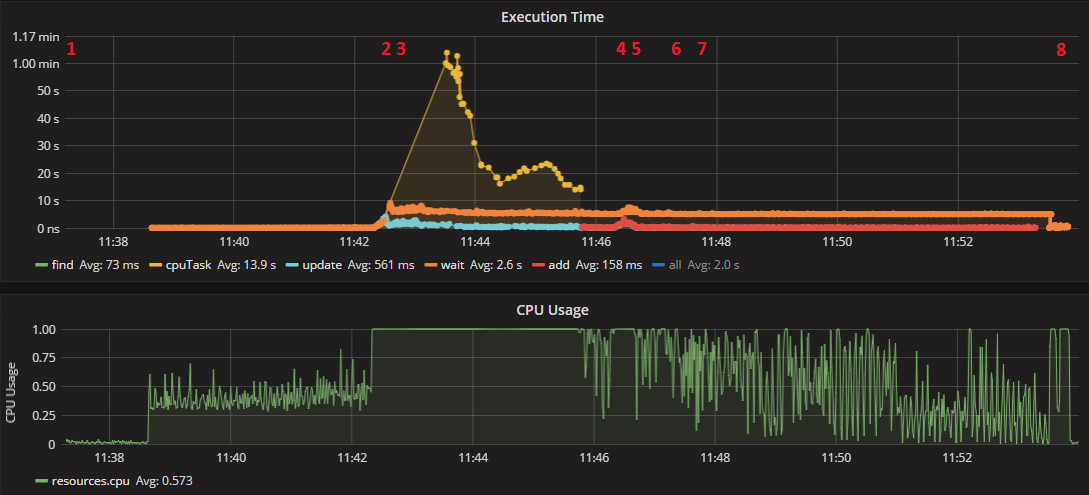 Execution Time
1.17 min
1 2 3 4 5 6 7 8
1.00 min
50 s
40 s
30 s
20 s
10 s
0 ns
11:38 11:40 11:42 11:44 11:46 11:48 11:50 11:52
find Avg: 73 ms cpuTask Avg: 13.9 s update Avg: 561 ms wait Avg: 2.6 s add Avg: 158 ms all Avg: 2.0 s
CPU Usage
CPU Usage
1.00
0.75
0.50
0.25
0
11:38 11:40 11:42 11:44 11:46 11:48 11:50 11:52
resources.cpu Avg: 0.573